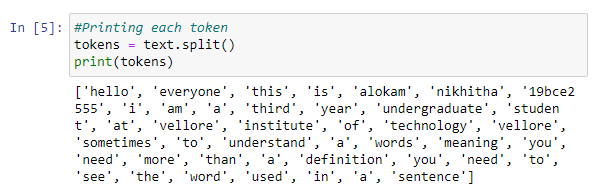 In [5]: #Printing each token
tokens = text.split()
print(tokens)
['hello', 'everyone', 'this', 'is', 'alokam', 'nikhitha', '19bce2
555', 'i', 'am', 'a', 'third', 'year', 'undergraduate', 'studen
t', 'at', 'vellore', 'institute', 'of', 'technology', 'vellore',
'sometimes', 'to', 'understand', 'a', 'words', 'meaning', 'you',
'need', 'more', 'than', 'a', 'definition', 'you', 'need', 'to',
'see', 'the', 'word', 'used', 'in', 'a', 'sentence']